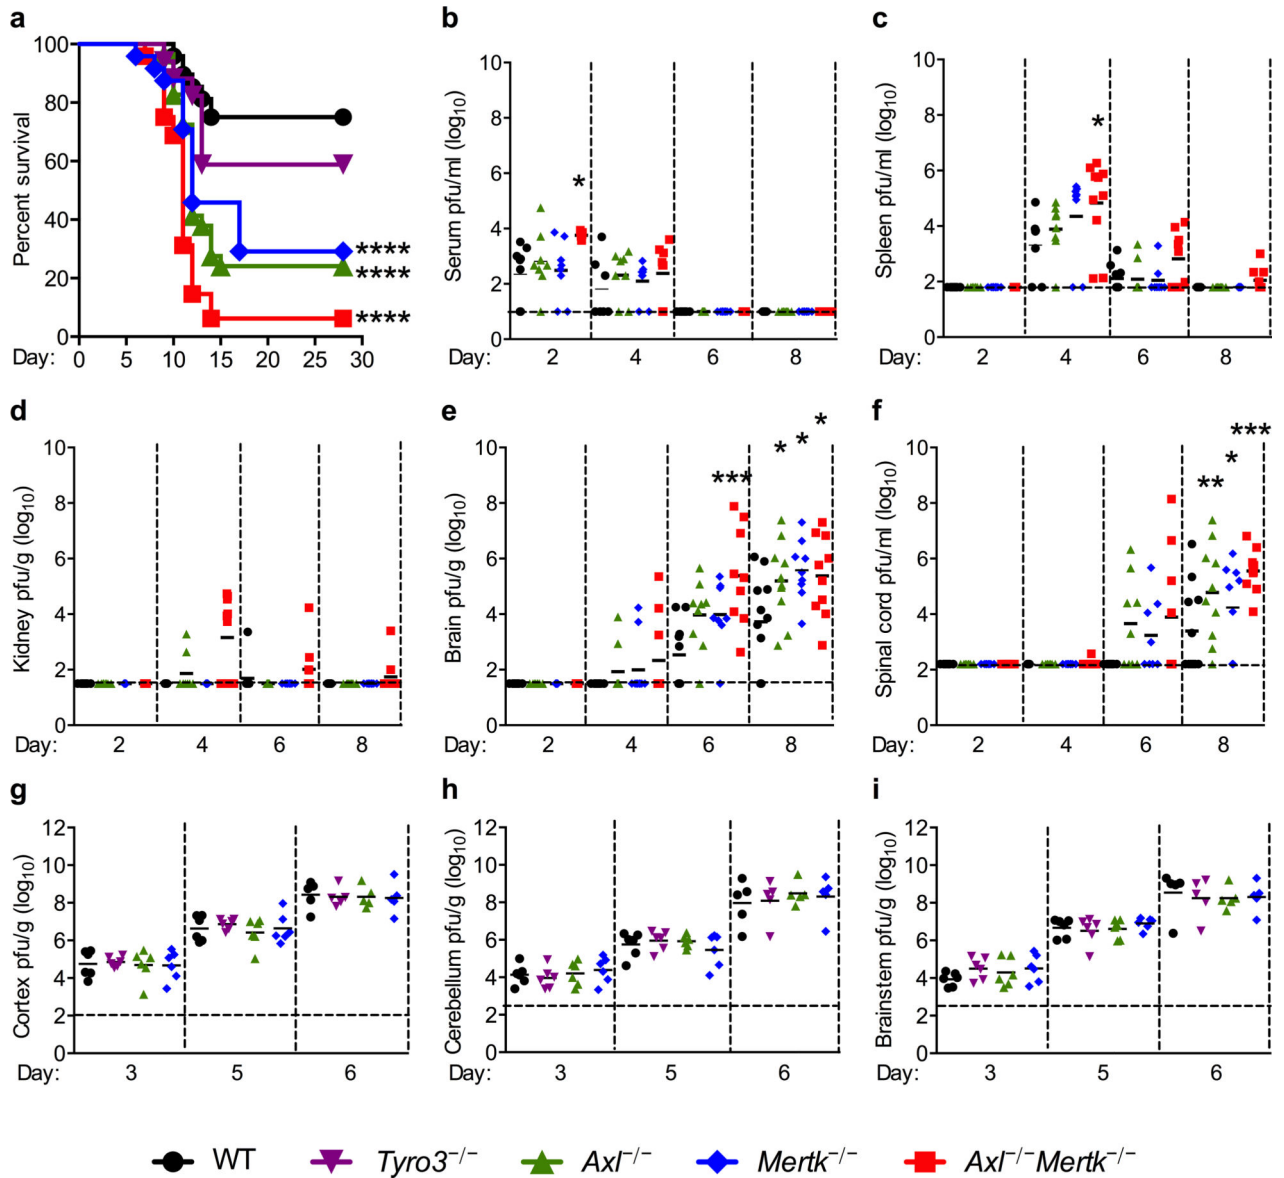 a
Percent survival
100
80
60
40
20
0
****
****
****
Day: 0 5 10 15 20 25 30
b
Serum pfu/ml (log10)
10
8
6
4
2
0
*
Day: 2 4 6 8
c
Spleen pfu/ml (log10)
10
8
6
4
2
0
*
Day: 2 4 6 8
d
Kidney pfu/g (log10)
10
8
6
4
2
0
Day: 2 4 6 8
e
Brain pfu/g (log10)
10
8
6
4
2
0
***
*
*
*
Day: 2 4 6 8
f
Spinal cord pfu/ml (log10)
10
8
6
4
2
0
**
*
***
Day: 2 4 6 8
g
Cortex pfu/g (log10)
12
10
8
6
4
2
0
Day: 3 5 6
h
Cerebellum pfu/g (log10)
12
10
8
6
4
2
0
Day: 3 5 6
i
Brainstem pfu/g (log10)
12
10
8
6
4
2
0
Day: 3 5 6
WT Tyro3−/− Axl−/− Mertk−/− Axl−/−Mertk−/−